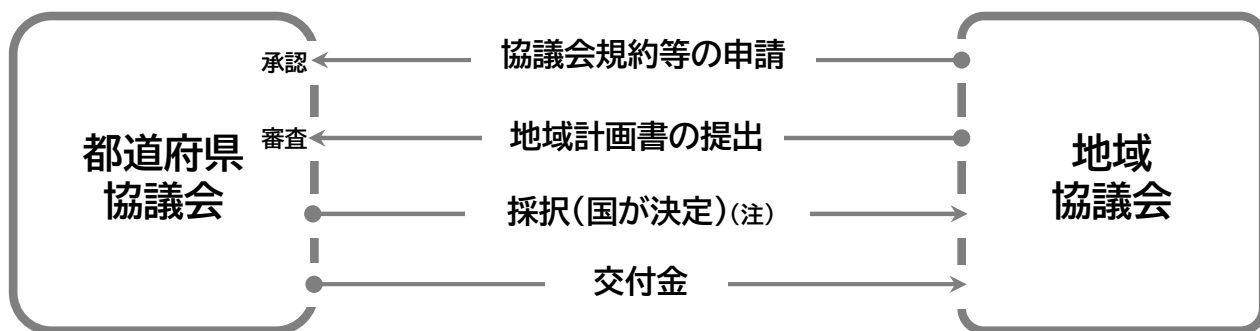 協議会規約等の申請
承認
地域計画書の提出
審査
都道府県
協議会
地域
協議会
採択（国が決定）（注）
交付金